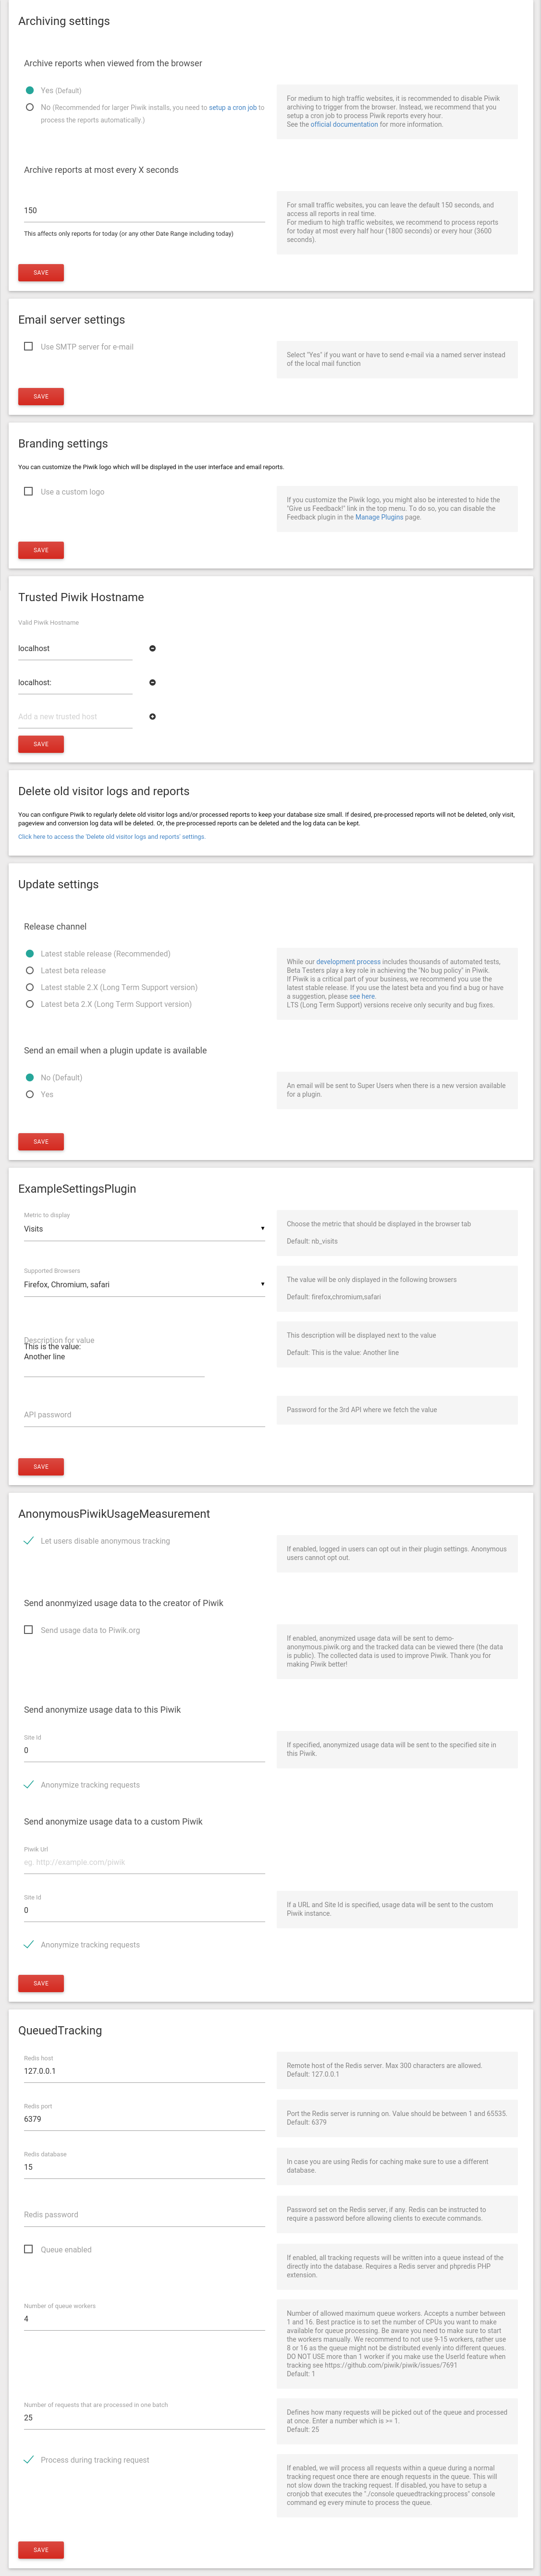 Archiving settings
Archive reports when viewed from the browser
Yes (Default)
No (Recommended for larger Piwik installs, you need to setup a cron job to
process the reports automatically.)
For medium to high traffic websites, it is recommended to disable Piwik
archiving to trigger from the browser. Instead, we recommend that you
setup a cron job to process Piwik reports every hour.
See the official documentation for more information.
Archive reports at most every X seconds
150
This affects only reports for today (or any other Date Range including today)
For small traffic websites, you can leave the default 150 seconds, and
access all reports in real time.
For medium to high traffic websites, we recommend to process reports
for today at most every half hour (1800 seconds) or every hour (3600
seconds).
SAVE
Email server settings
Use SMTP server for e-mail
Select "Yes" if you want or have to send e-mail via a named server instead
of the local mail function
SAVE
Branding settings
You can customize the Piwik logo which will be displayed in the user interface and email reports.
Use a custom logo
If you customize the Piwik logo, you might also be interested to hide the
"Give us Feedback!" link in the top menu. To do so, you can disable the
Feedback plugin in the Manage Plugins page.
SAVE
Trusted Piwik Hostname
Valid Piwik Hostname
localhost
localhost:
Add a new trusted host
SAVE
Delete old visitor logs and reports
You can configure Piwik to regularly delete old visitor logs and/or processed reports to keep your database size small. If desired, pre-processed reports will not be deleted, only visit,
pageview and conversion log data will be deleted. Or, the pre-processed reports can be deleted and the log data can be kept.
Click here to access the 'Delete old visitor logs and reports' settings.
Update settings
Release channel
Latest stable release (Recommended)
Latest beta release
Latest stable 2.X (Long Term Support version)
Latest beta 2.X (Long Term Support version)
While our development process includes thousands of automated tests,
Beta Testers play a key role in achieving the "No bug policy" in Piwik.
If Piwik is a critical part of your business, we recommend you use the
latest stable release. If you use the latest beta and you find a bug or have
a suggestion, please see here.
LTS (Long Term Support) versions receive only security and bug fixes.
Send an email when a plugin update is available
No (Default)
Yes
An email will be sent to Super Users when there is a new version available
for a plugin.
SAVE
ExampleSettingsPlugin
Metric to display
Visits
Choose the metric that should be displayed in the browser tab
Default: nb_visits
Supported Browsers
Firefox, Chromium, safari
The value will be only displayed in the following browsers
Default: firefox,chromium,safari
Description for value
This is the value:
Another line
This description will be displayed next to the value
Default: This is the value: Another line
API password
Password for the 3rd API where we fetch the value
SAVE
AnonymousPiwikUsageMeasurement
Let users disable anonymous tracking
If enabled, logged in users can opt out in their plugin settings. Anonymous
users cannot opt out.
Send anonmyized usage data to the creator of Piwik
Send usage data to Piwik.org
If enabled, anonymized usage data will be sent to demo-
anonymous.piwik.org and the tracked data can be viewed there (the data
is public). The collected data is used to improve Piwik. Thank you for
making Piwik better!
Send anonymize usage data to this Piwik
Site Id
0
If specified, anonymized usage data will be sent to the specified site in
this Piwik.
Anonymize tracking requests
Send anonymize usage data to a custom Piwik
Piwik Url
eg. http://example.com/piwik
Site Id
0
If a URL and Site Id is specified, usage data will be sent to the custom
Piwik instance.
Anonymize tracking requests
SAVE
QueuedTracking
Redis host
127.0.0.1
Remote host of the Redis server. Max 300 characters are allowed.
Default: 127.0.0.1
Redis port
6379
Port the Redis server is running on. Value should be between 1 and 65535.
Default: 6379
Redis database
15
In case you are using Redis for caching make sure to use a different
database.
Redis password
Password set on the Redis server, if any. Redis can be instructed to
require a password before allowing clients to execute commands.
Queue enabled
If enabled, all tracking requests will be written into a queue instead of the
directly into the database. Requires a Redis server and phpredis PHP
extension.
Number of queue workers
4
Number of allowed maximum queue workers. Accepts a number between
1 and 16. Best practice is to set the number of CPUs you want to make
available for queue processing. Be aware you need to make sure to start
the workers manually. We recommend to not use 9-15 workers, rather use
8 or 16 as the queue might not be distributed evenly into different queues.
DO NOT USE more than 1 worker if you make use the UserId feature when
tracking see https://github.com/piwik/piwik/issues/7691
Default: 1
Number of requests that are processed in one batch
25
Defines how many requests will be picked out of the queue and processed
at once. Enter a number which is >= 1.
Default: 25
Process during tracking request
If enabled, we will process all requests within a queue during a normal
tracking request once there are enough requests in the queue. This will
not slow down the tracking request. If disabled, you have to setup a
cronjob that executes the "./console queuedtracking:process" console
command eg every minute to process the queue.
SAVE